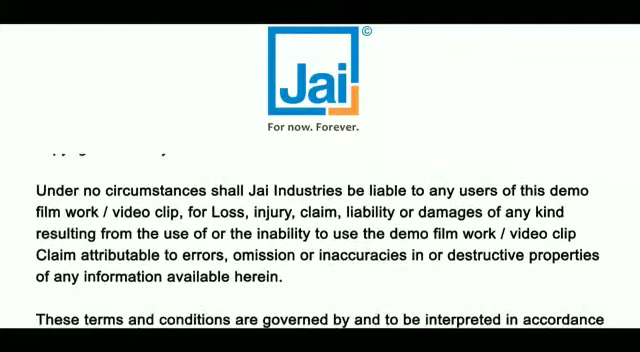 ©
Jai
For now. Forever.
Under no circumstances shall Jai Industries be liable to any users of this demo
film work / video clip, for Loss, injury, claim, liability or damages of any kind
resulting from the use of or the inability to use the demo film work / video clip
Claim attributable to errors, omission or inaccuracies in or destructive properties
of any information available herein.
These terms and conditions are governed by and to be interpreted in accordance